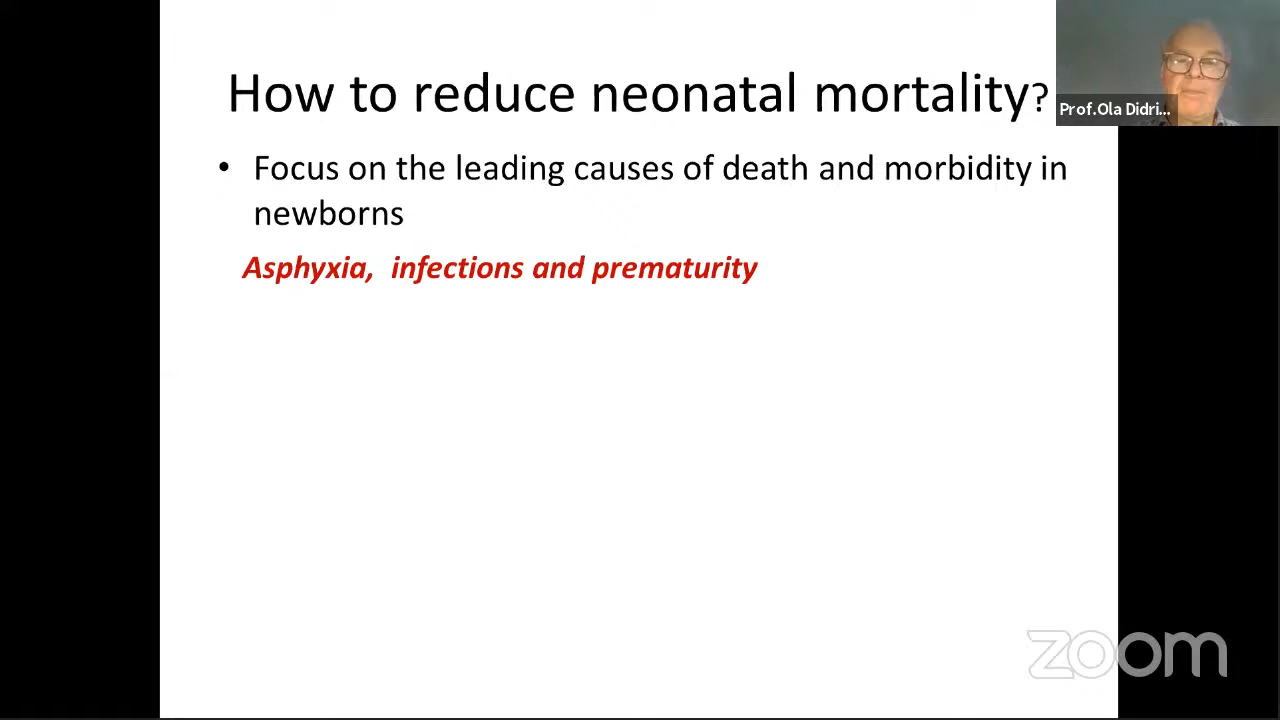 How to reduce neonatal mortality?
Prof.Ola Didri...
• Focus on the leading causes of death and morbidity in
newborns
Asphyxia, infections and prematurity
zoom